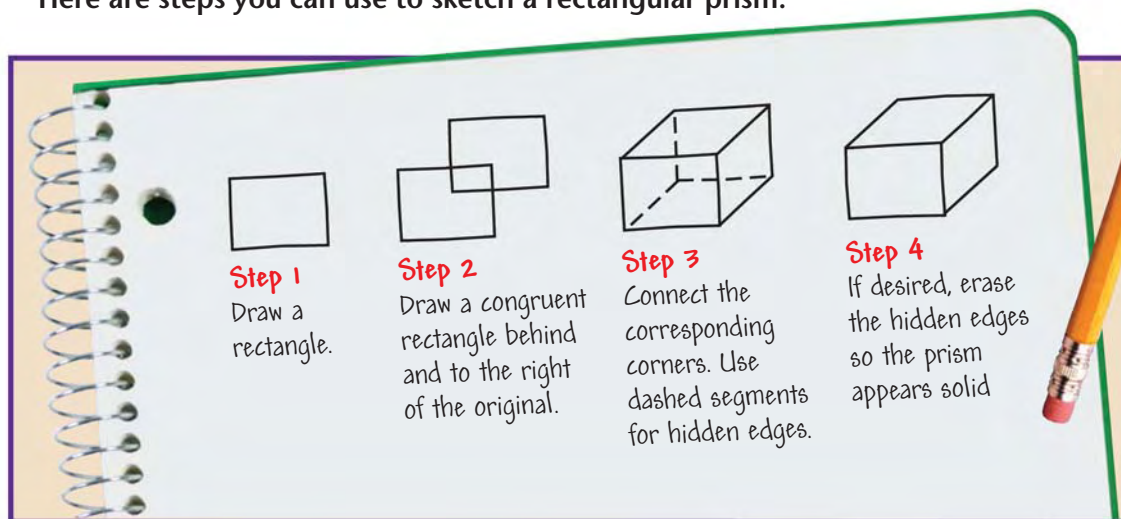 Here are steps you can use to sketch a rectangular prism.
Step 1
Draw a
rectangle.
Step 2
Draw a congruent
rectangle behind
and to the right
of the original.
Step 3
Connect the
corresponding
corners. Use
dashed segments
for hidden edges.
Step 4
If desired, erase
the hidden edges
so the prism
appears solid